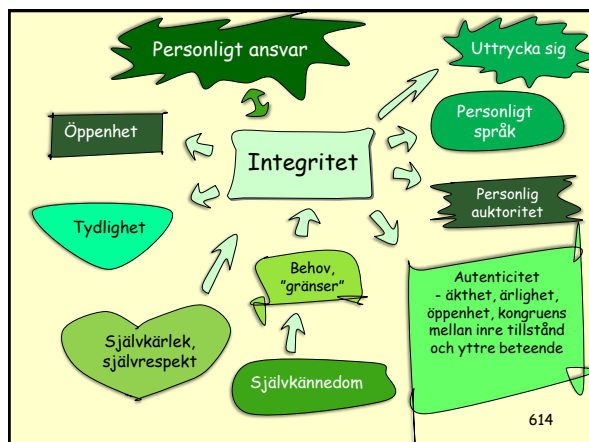 Personligt ansvar
Uttrycka sig
Öppenhet
Personligt
språk
Integritet
Personlig
auktoritet
Tydlighet
Behov,
"gränser"
Autenticitet
- äkthet, ärlighet,
öppenhet, kongruens
mellan inre tillstånd
och yttre beteende
Självkärlek,
självrespekt
Självkännedom
614